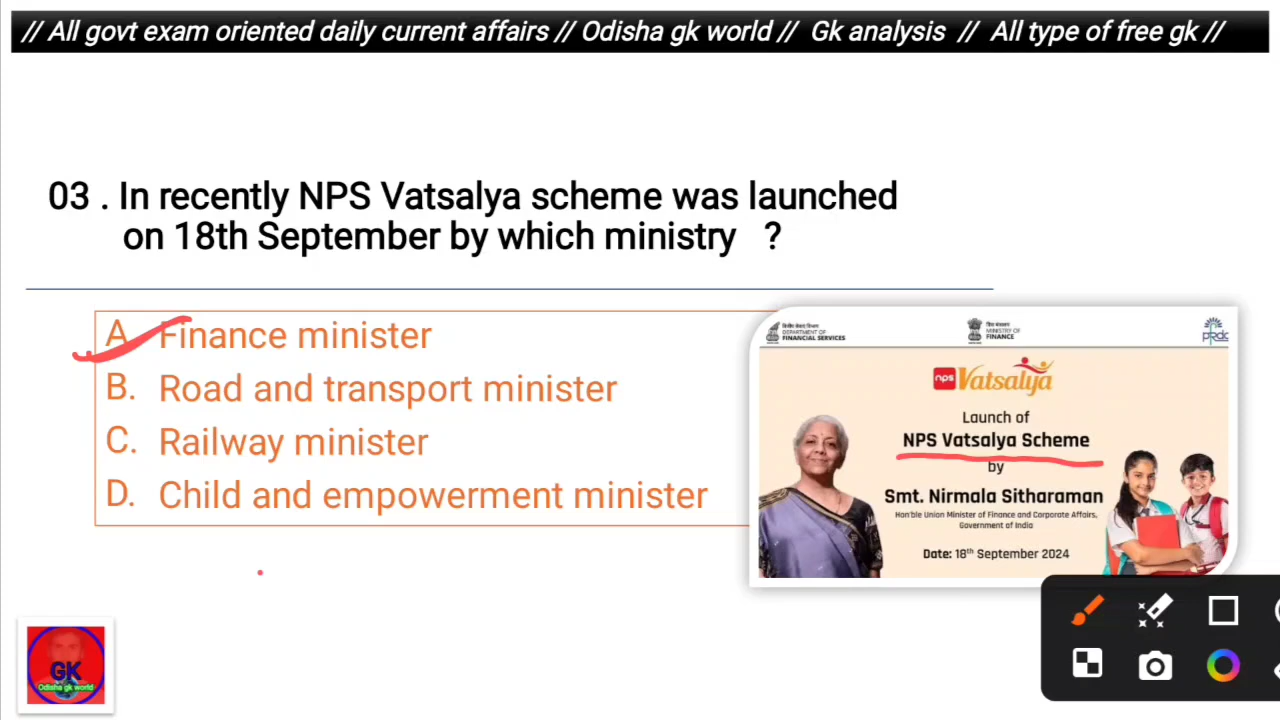 // All govt exam oriented daily current affairs // Odisha gk world // Gk analysis // All type of free gk //
03 . In recently NPS Vatsalya scheme was launched
on 18th September by which ministry ?
A. Finance minister
B. Road and transport minister
C. Railway minister
D. Child and empowerment minister
वित्तीय सेवाएं विभाग
DEPARTMENT OF
FINANCIAL SERVICES
वित्त मंत्रालय
MINISTRY OF
FINANCE
nps Vatsalya
Launch of
NPS Vatsalya Scheme
by
Smt. Nirmala Sitharaman
Hon'ble Union Minister of Finance and Corporate Affairs,
Government of India
Date: 18th September 2024
GK
Odisha gk world